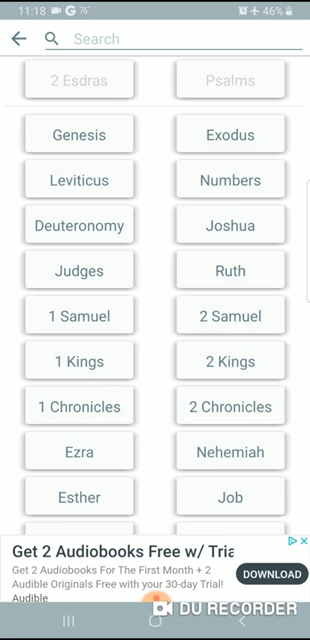 11:18 G 76° 46%
Search
2 Esdras Psalms
Genesis Exodus
Leviticus Numbers
Deuteronomy Joshua
Judges Ruth
1 Samuel 2 Samuel
1 Kings 2 Kings
1 Chronicles 2 Chronicles
Ezra Nehemiah
Esther Job
Get 2 Audiobooks Free w/ Tria
Get 2 Audiobooks For The First Month + 2
Audible Originals Free with your 30-day Trial!
Audible
DOWNLOAD
DU RECORDER